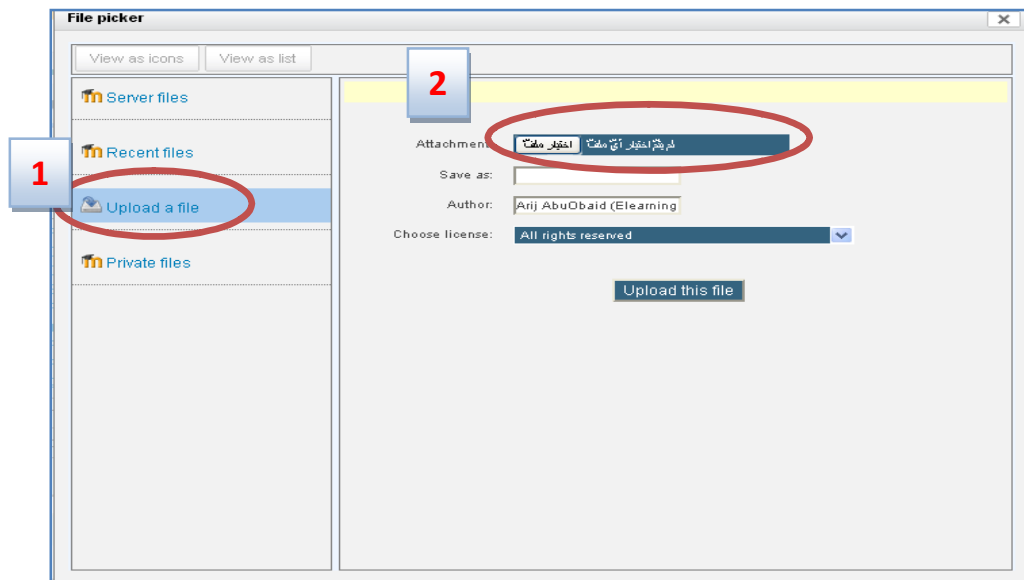 File picker
View as icons View as list
2
Server files
Attachment: اختيار ملفّ لم يتمّ اختيار أيّ ملفّ
Recent files
1
Save as:
Upload a file
Author: Arij AbuObaid (Elearning
Choose license: All rights reserved
Private files
Upload this file